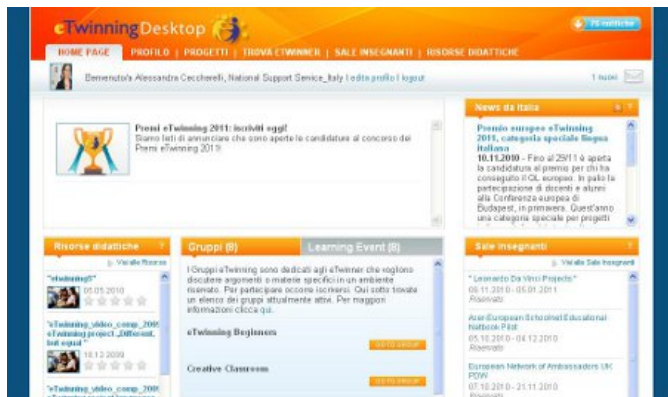 eTwinningDesktop
HOME PAGE | PROFILO | PROGETTI | TROVA ETWINNER | SALE INSEGNANTI | RISORSE DIDATTICHE
Benvenuto/a Alessandra Ceccherelli, National Support Service_Italy | edita profilo | logout
1 nuovi
Premi eTwinning 2011: iscriviti oggi!
Siamo lieti di annunciare che sono aperte le candidature al concorso dei
Premi eTwinning 2011!
News da Italia
Premio europeo eTwinning
2011, categoria speciale lingua
italiana
10.11.2010 - Fino al 29/11 è aperta
la candidatura al premio per chi ha
conseguito il QL europeo. In palio la
partecipazione di docenti e alunni
alla Conferenza europea di
Budapest, in primavera. Quest'anno
una categoria speciale per progetti
Risorse didattiche ?
Vai alle Risorse
"etwinning5"
05.05.2010
"eTwinning_video_comp_2009
eTwinning project „Different,
but equal"
18.12.2009
"eTwinning_video_comp_2009
Gruppi (8)
Learning Event (8)
I Gruppi eTwinning sono dedicati agli eTwinner che vogliono
discutere argomenti o materie specifici in un ambiente
riservato. Per partecipare occorre iscriversi. Qui sotto trovate
un elenco dei gruppi attualmente attivi. Per maggiori
informazioni clicca qui.
eTwinning Beginners
GO TO GROUP
Creative Classroom
GO TO GROUP
Sale insegnanti ?
Vai alle Sale Insegnanti
"Leonardo Da Vinci Projects"
06.11.2010 - 05.01.2011
Riservato
Acer-European Schoolnet Educational
Netbook Pilot
05.10.2010 - 04.12.2010
Riservato
European Network of Ambassadors UK
PDW
07.10.2010 - 21.11.2010